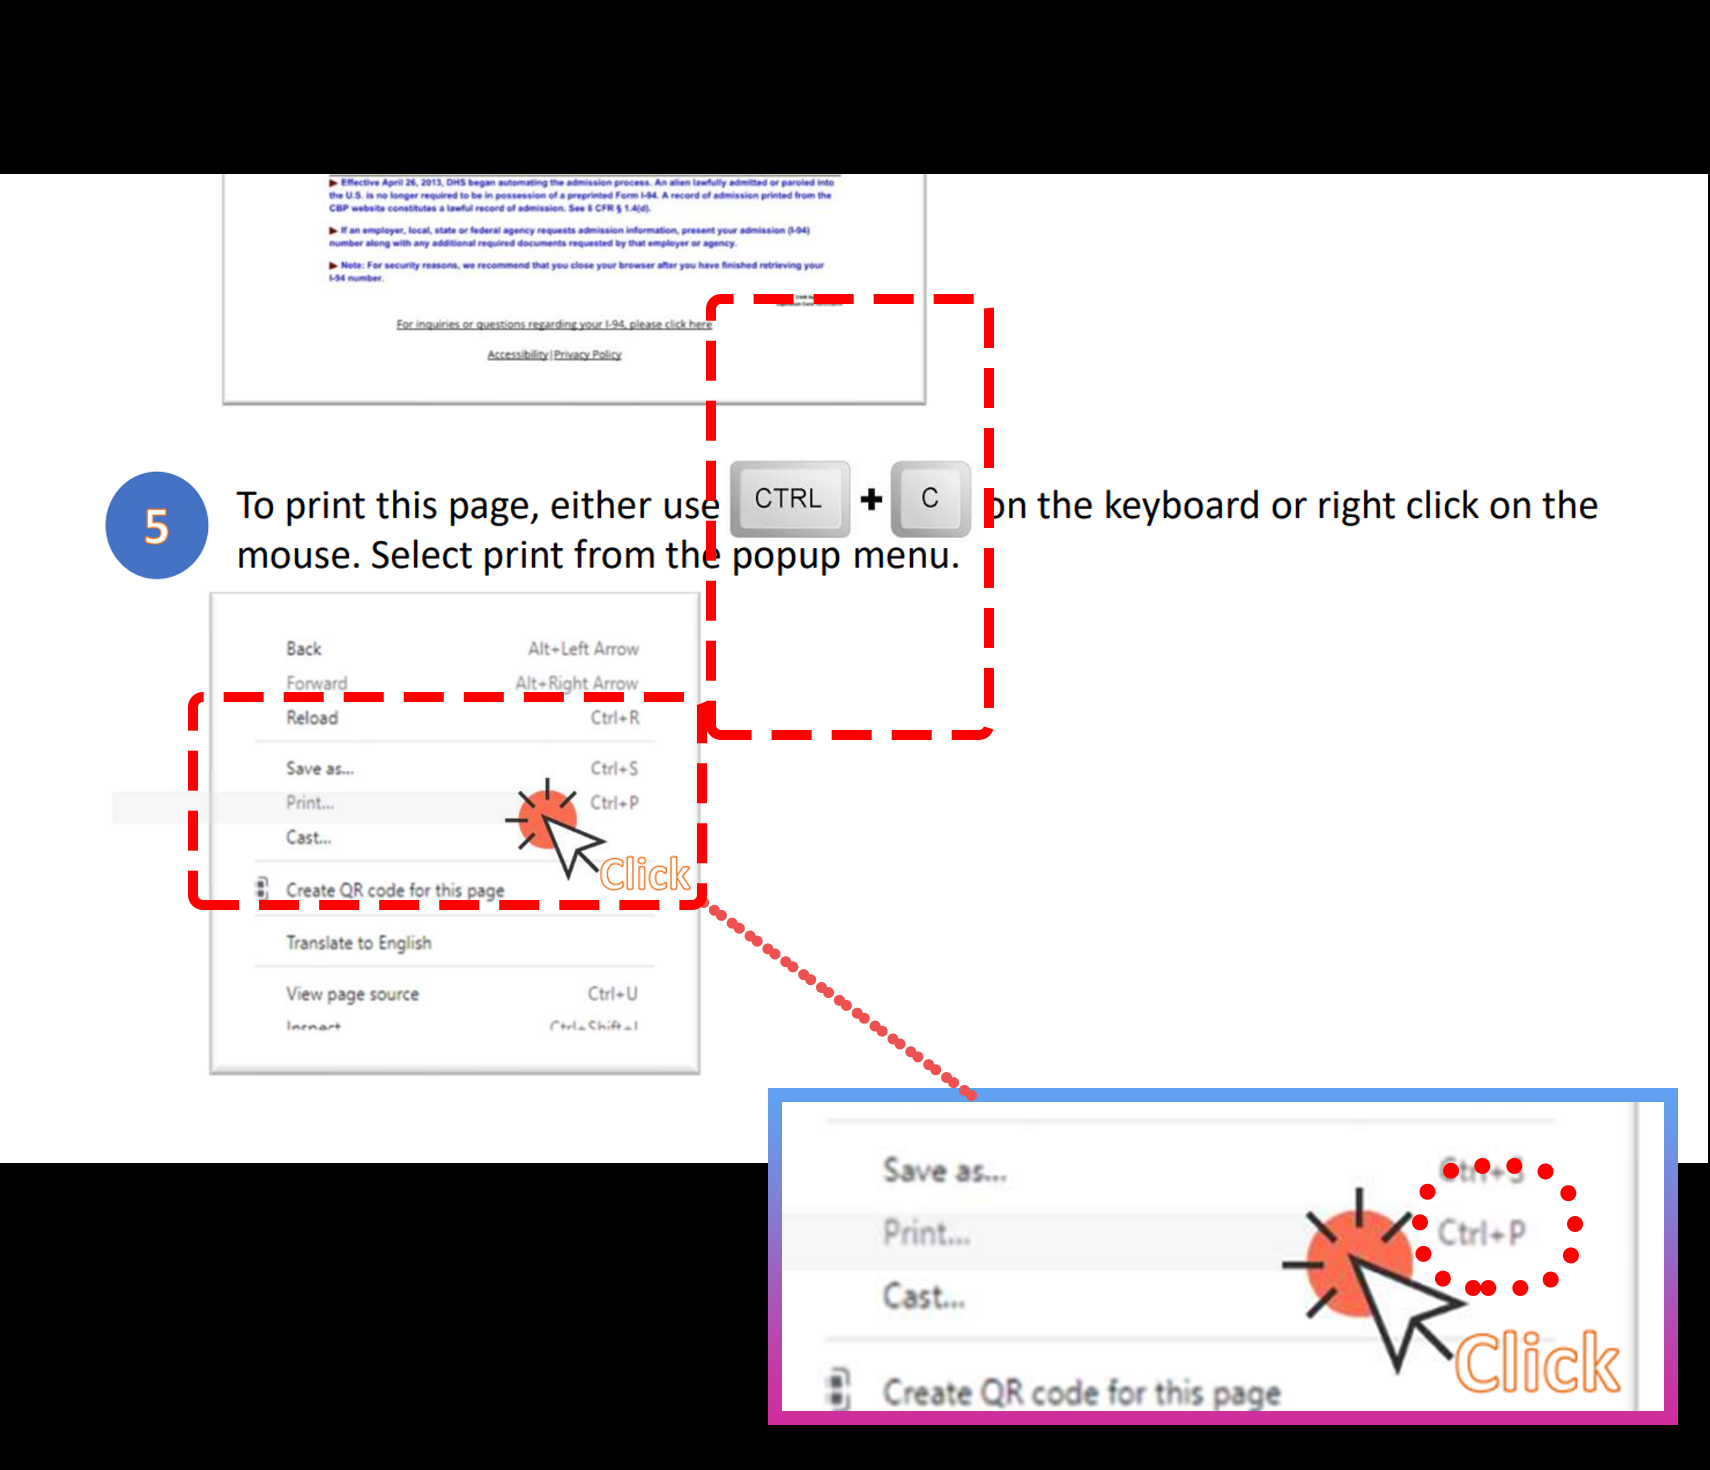 ► Effective April 26, 2013, DHS began automating the admission process. An alien lawfully admitted or paroled into
the U.S. is no longer required to be in possession of a preprinted Form I-94. A record of admission printed from the
CBP website constitutes a lawful record of admission. See 8 CFR § 1.4(d).
► If an employer, local, state or federal agency requests admission information, present your admission (I-94)
number along with any additional required documents requested by that employer or agency.
► Note: For security reasons, we recommend that you close your browser after you have finished retrieving your
I-94 number.
For inquiries or questions regarding your I-94, please click here
Accessibility | Privacy Policy
5 To print this page, either use CTRL + C on the keyboard or right click on the
mouse. Select print from the popup menu.
Back Alt+Left Arrow
Forward Alt+Right Arrow
Reload Ctrl+R
Save as... Ctrl+S
Print... Ctrl+P
Cast...
Click
Create QR code for this page
Translate to English
View page source Ctrl+U
Inspect Ctrl+Shift+I
Save as... Ctrl+S
Print... Ctrl+P
Cast...
Click
Create QR code for this page